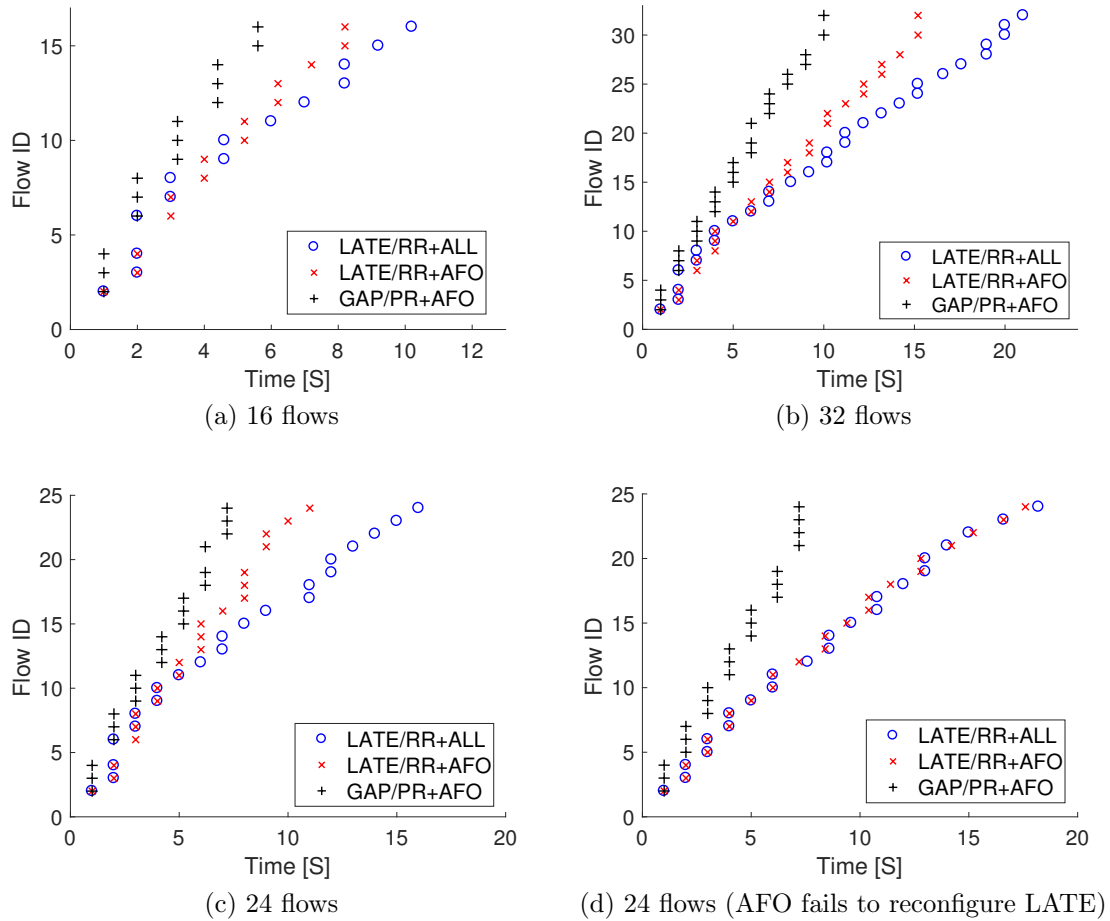 15
10
5
0
Flow ID
0 2 4 6 8 10 12
Time [S]
LATE/RR+ALL
LATE/RR+AFO
GAP/PR+AFO
(a) 16 flows
30
25
20
15
10
5
0
Flow ID
0 5 10 15 20
Time [S]
LATE/RR+ALL
LATE/RR+AFO
GAP/PR+AFO
(b) 32 flows
25
20
15
10
5
0
Flow ID
0 5 10 15 20
Time [S]
LATE/RR+ALL
LATE/RR+AFO
GAP/PR+AFO
(c) 24 flows
25
20
15
10
5
0
Flow ID
0 5 10 15 20
Time [S]
LATE/RR+ALL
LATE/RR+AFO
GAP/PR+AFO
(d) 24 flows (AFO fails to reconfigure LATE)